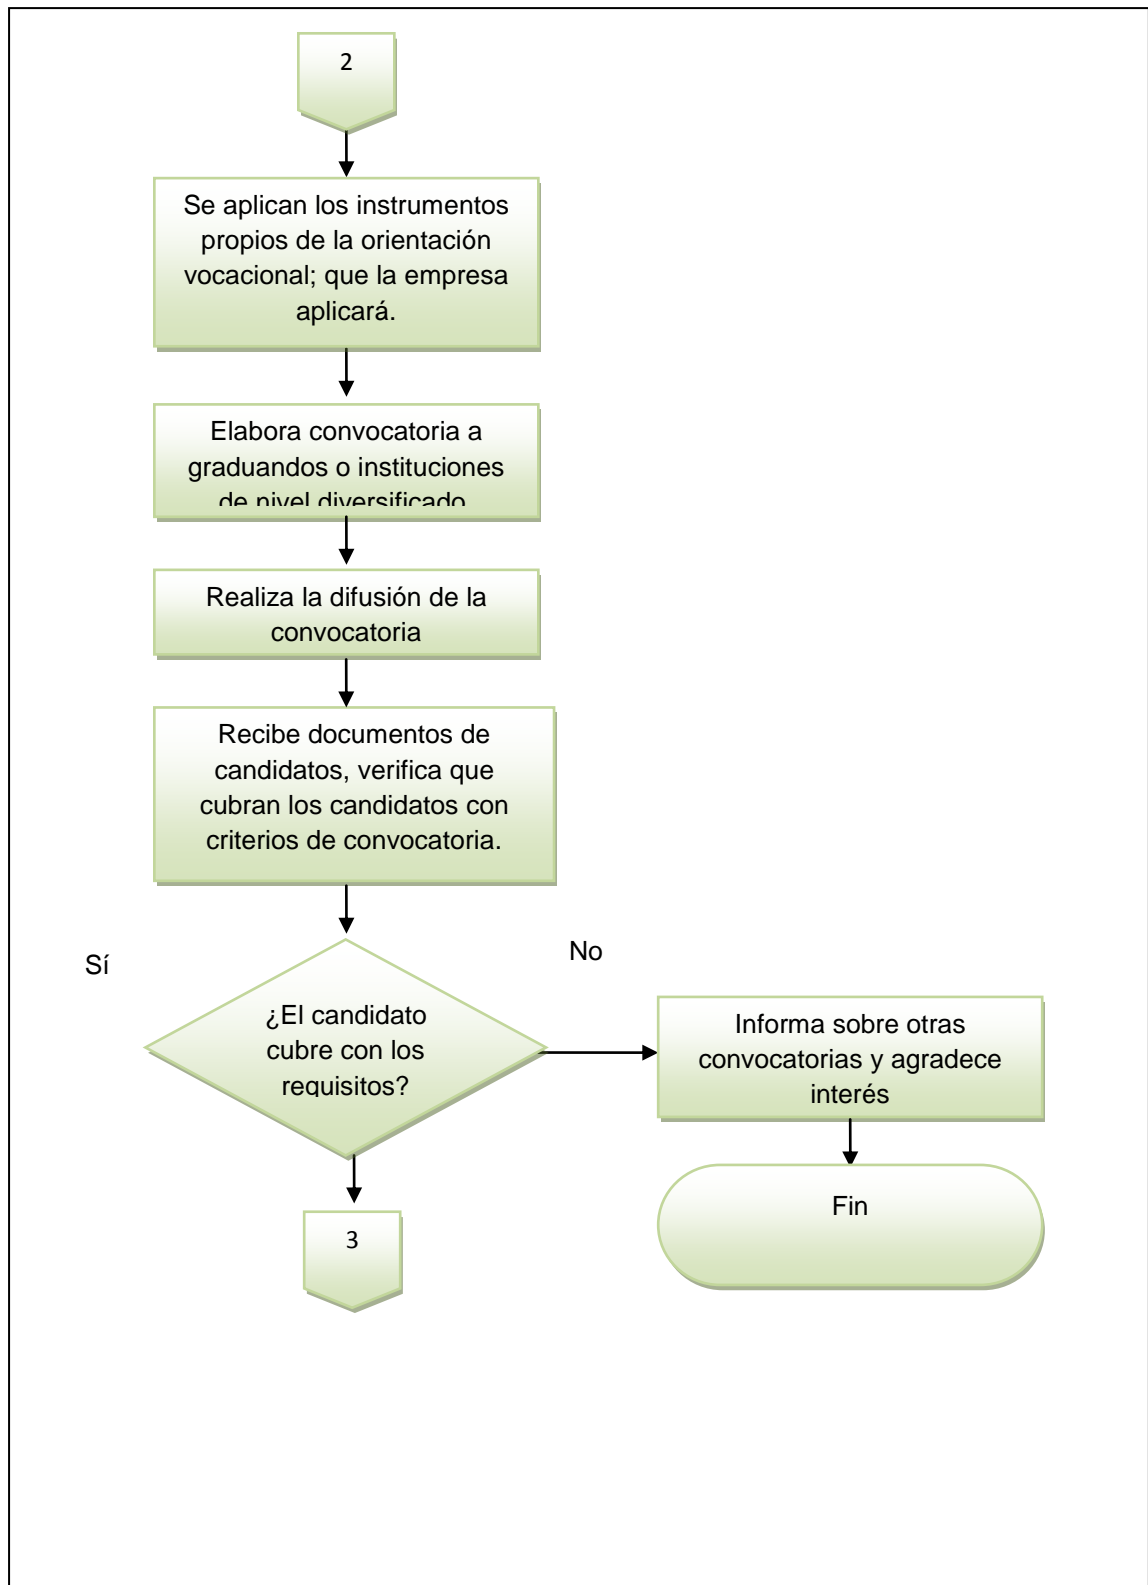 2
Se aplican los instrumentos
propios de la orientación
vocacional; que la empresa
aplicará.
Elabora convocatoria a
graduandos o instituciones
de nivel diversificado
Realiza la difusión de la
convocatoria
Recibe documentos de
candidatos, verifica que
cubran los candidatos con
criterios de convocatoria.
Sí
No
¿El candidato
cubre con los
requisitos?
Informa sobre otras
convocatorias y agradece
interés
Fin
3